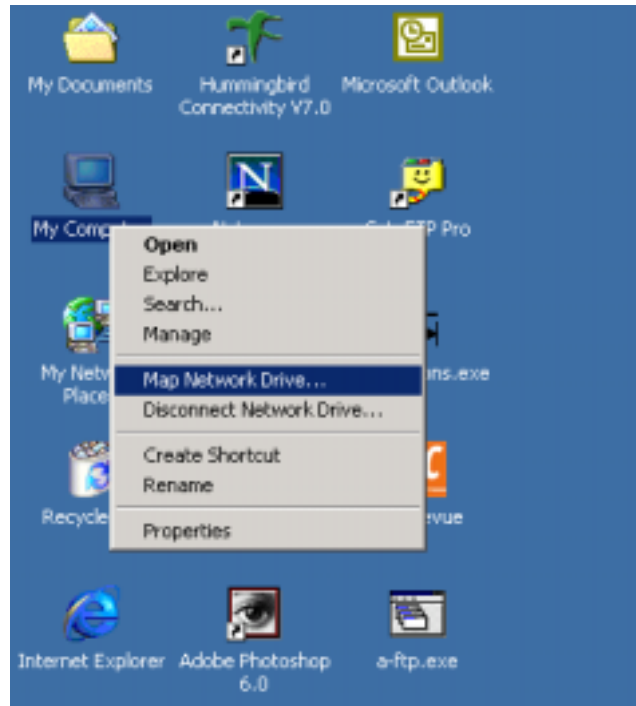 My Documents
Hummingbird
Connectivity V7.0
Microsoft Outlook
My Comp
P Pro
Open
Explore
Search...
Manage
Map Network Drive...
Disconnect Network Drive...
Create Shortcut
Rename
Properties
My Netw
Place
ns.exe
Recycle
evue
Internet Explorer
Adobe Photoshop
6.0
a-ftp.exe